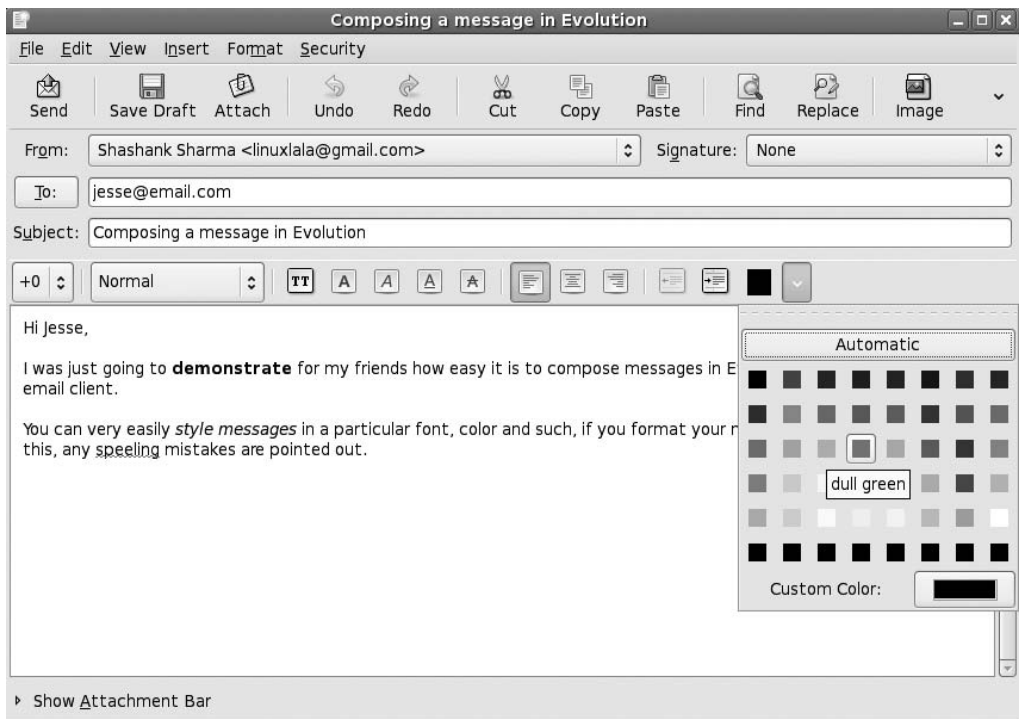 Composing a message in Evolution
File Edit View Insert Format Security
Send Save Draft Attach Undo Redo Cut Copy Paste Find Replace Image
From: Shashank Sharma <linuxlala@gmail.com> Signature: None
To: jesse@email.com
Subject: Composing a message in Evolution
+0 Normal TT A A A A
Hi Jesse,
Automatic
I was just going to demonstrate for my friends how easy it is to compose messages in E
email client.
You can very easily style messages in a particular font, color and such, if you format your
this, any speeling mistakes are pointed out.
dull green
Custom Color:
Show Attachment Bar